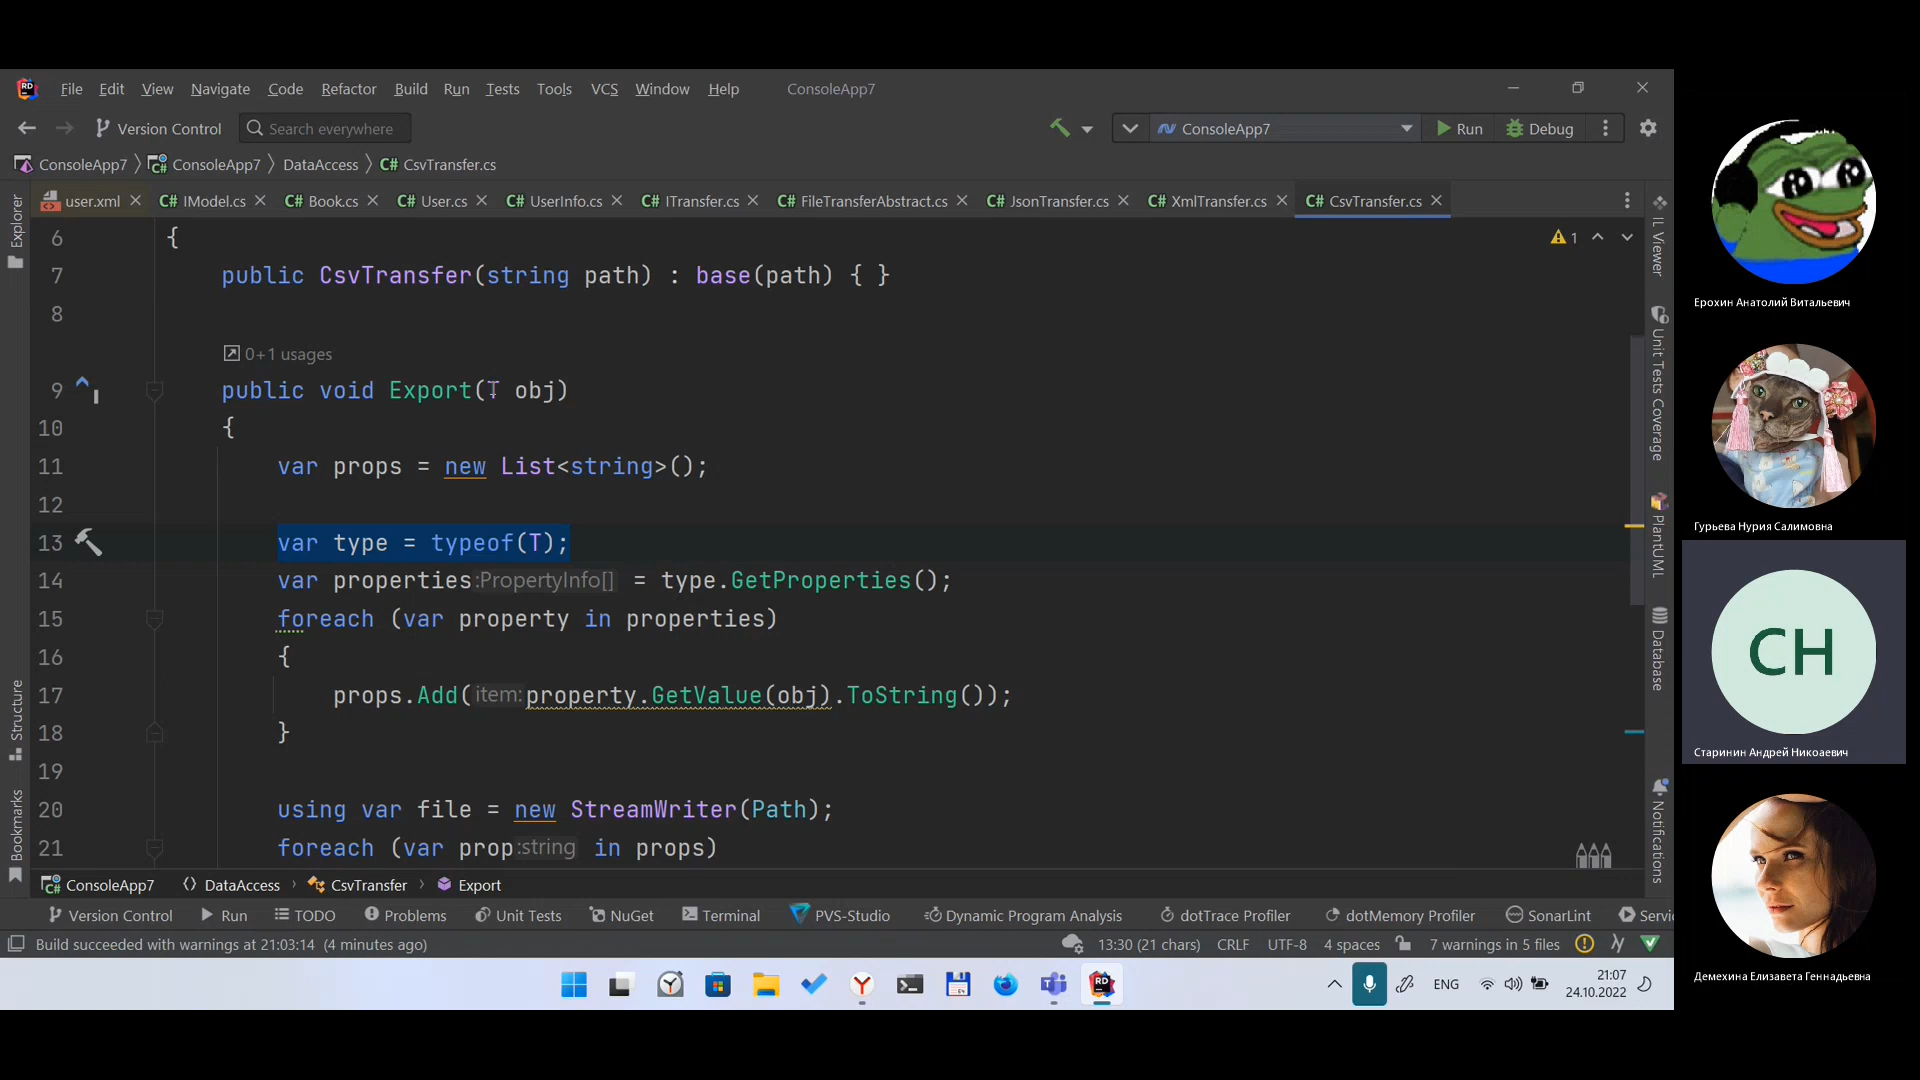 RD File Edit View Navigate Code Refactor Build Run Tests Tools VCS Window Help ConsoleApp7
Version Control Search everywhere ConsoleApp7 Run Debug
ConsoleApp7 ConsoleApp7 DataAccess C# CsvTransfer.cs
user.xml C# IModel.cs C# Book.cs C# User.cs C# UserInfo.cs C# ITransfer.cs C# FileTransferAbstract.cs C# JsonTransfer.cs C# XmlTransfer.cs C# CsvTransfer.cs
Explorer
Structure
Bookmarks
6 {
1
7 public CsvTransfer(string path) : base(path) { }
8
0+1 usages
9 public void Export(T obj)
10 {
11 var props = new List<string>();
12
13 var type = typeof(T);
14 var properties:PropertyInfo[] = type.GetProperties();
15 foreach (var property in properties)
16 {
17 props.Add(item:property.GetValue(obj).ToString());
18 }
19
20 using var file = new StreamWriter(Path);
21 foreach (var prop:string in props)
IL Viewer
Unit Tests Coverage
PlantUML
Database
Notifications
ConsoleApp7 DataAccess CsvTransfer Export
Version Control Run TODO Problems Unit Tests NuGet Terminal PVS-Studio Dynamic Program Analysis dotTrace Profiler dotMemory Profiler SonarLint Servi
Build succeeded with warnings at 21:03:14 (4 minutes ago) 13:30 (21 chars) CRLF UTF-8 4 spaces 7 warnings in 5 files
ENG 21:07
24.10.2022
Ерохин Анатолий Витальевич
Гурьева Нурия Салимовна
СН
Старинин Андрей Никоаевич
Демехина Елизавета Геннадьевна